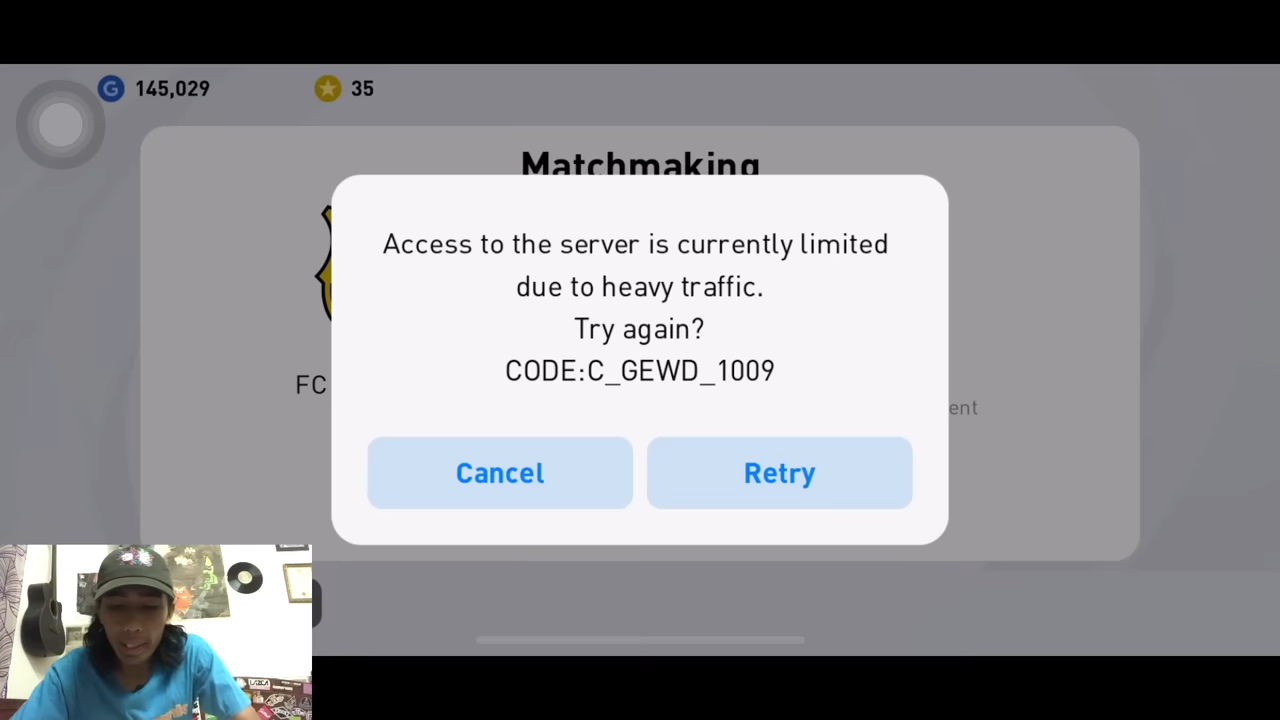 145,029
35
Matchmaking
Access to the server is currently limited
due to heavy traffic.
Try again?
CODE:C_GEWD_1009
FC
Cancel
Retry